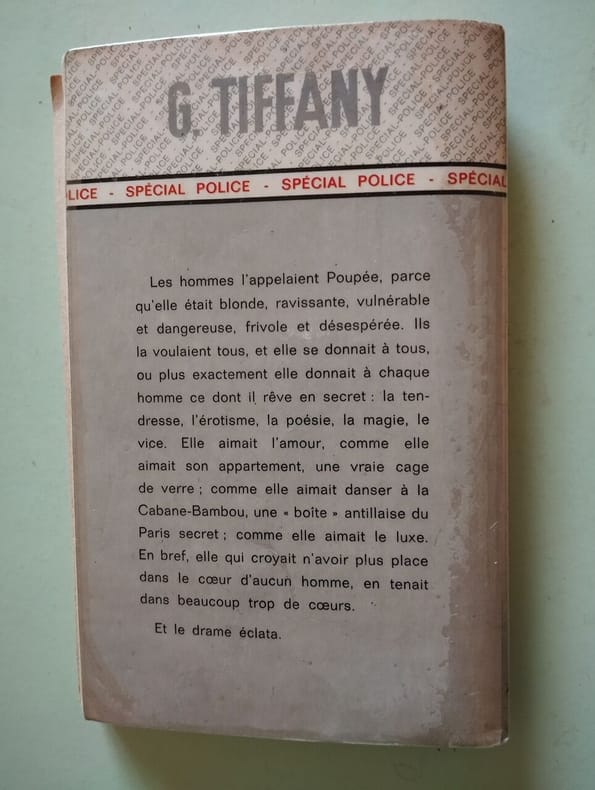 G. TIFFANY
LICE - SPÉCIAL POLICE - SPÉCIAL POLICE - SPÉCIAL
Les hommes l'appelaient Poupée, parce
qu'elle était blonde, ravissante, vulnérable
et dangereuse, frivole et désespérée. Ils
la voulaient tous, et elle se donnait à tous,
ou plus exactement elle donnait à chaque
homme ce dont il rêve en secret : la ten-
dresse, l'érotisme, la poésie, la magie, le
vice. Elle aimait l'amour, comme elle
aimait son appartement, une vraie cage
de verre ; comme elle aimait danser à la
Cabane-Bambou, une « boîte » antillaise du
Paris secret ; comme elle aimait le luxe.
En bref, elle qui croyait n'avoir plus place
dans le cœur d'aucun homme, en tenait
dans beaucoup trop de cœurs.
Et le drame éclata.